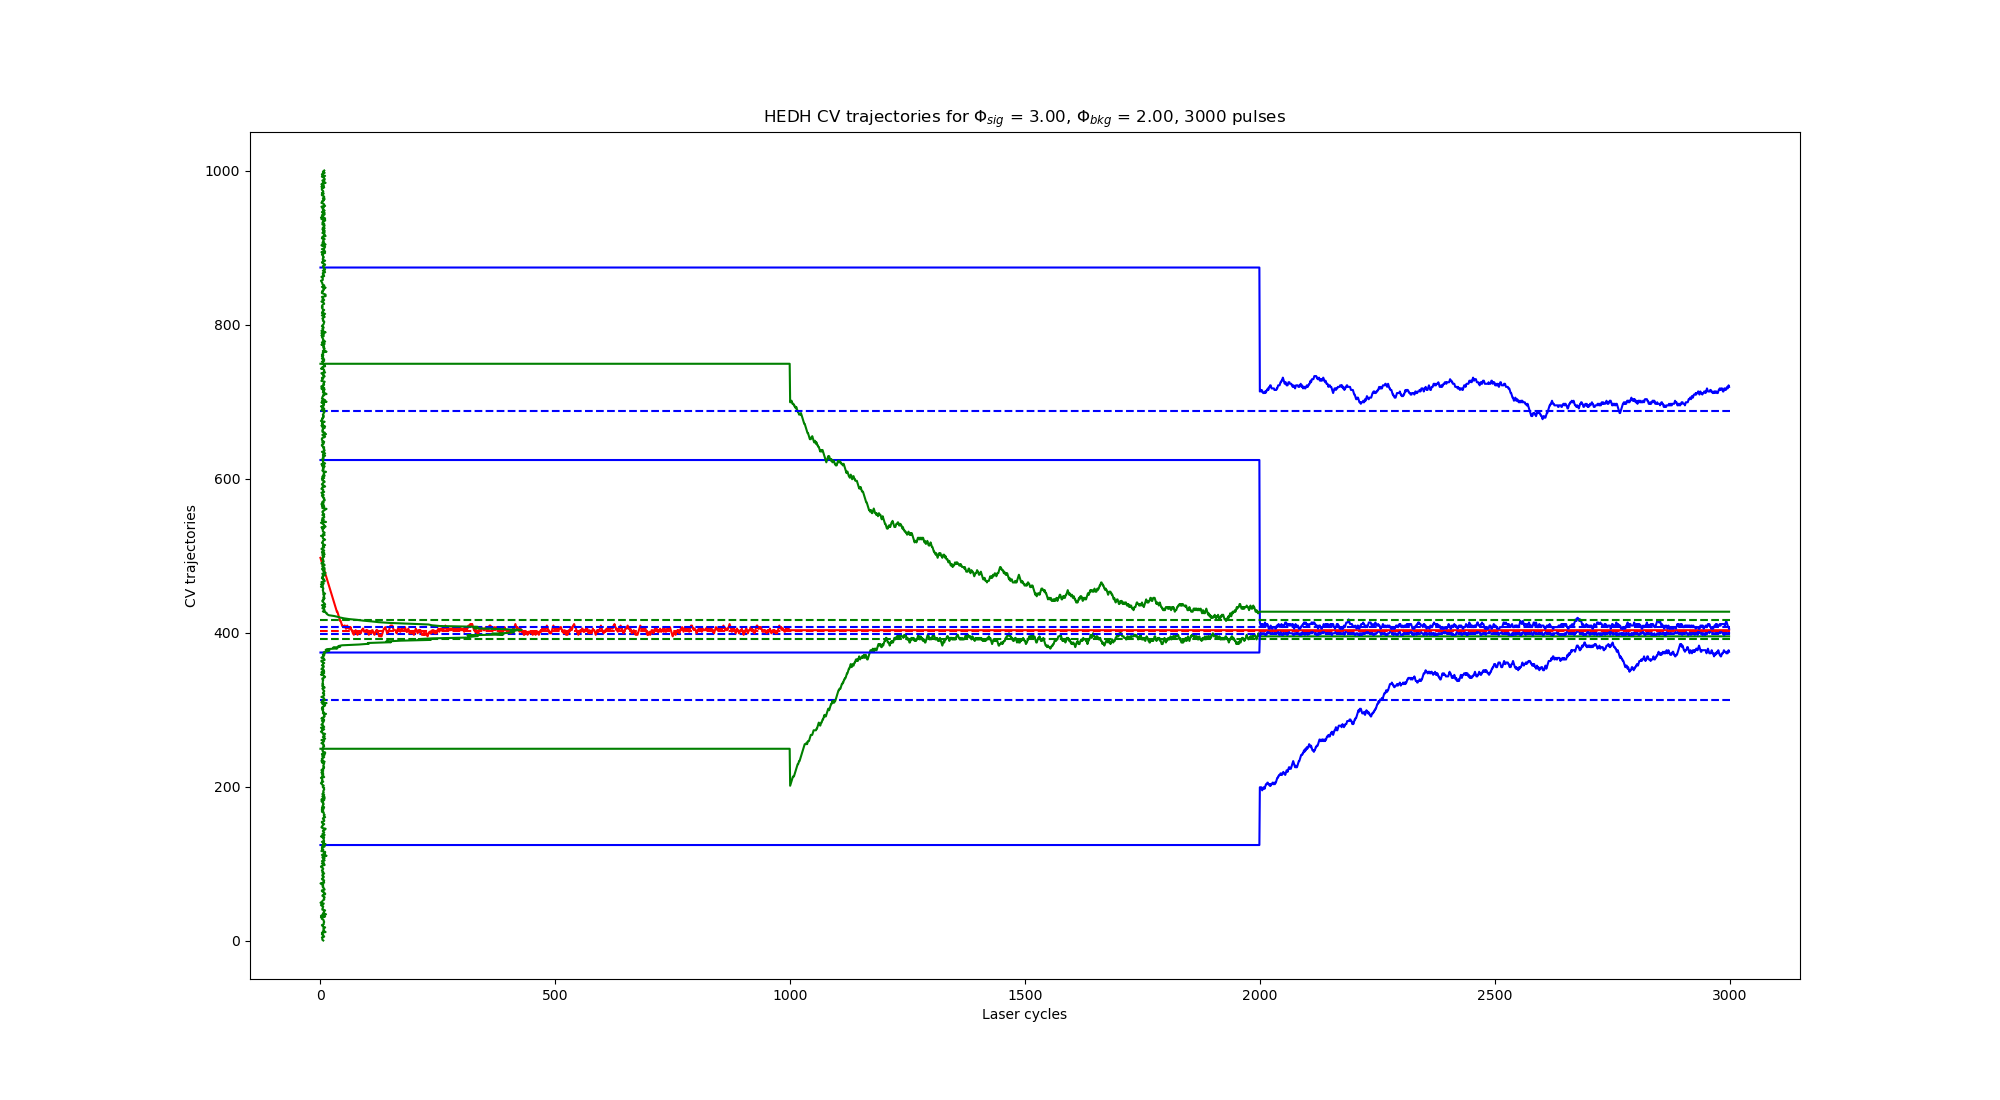 HEDH CV trajectories for Φsig = 3.00, Φbkg = 2.00, 3000 pulses
1000
800
600
400
200
0
CV trajectories
0 500 1000 1500 2000 2500 3000
Laser cycles